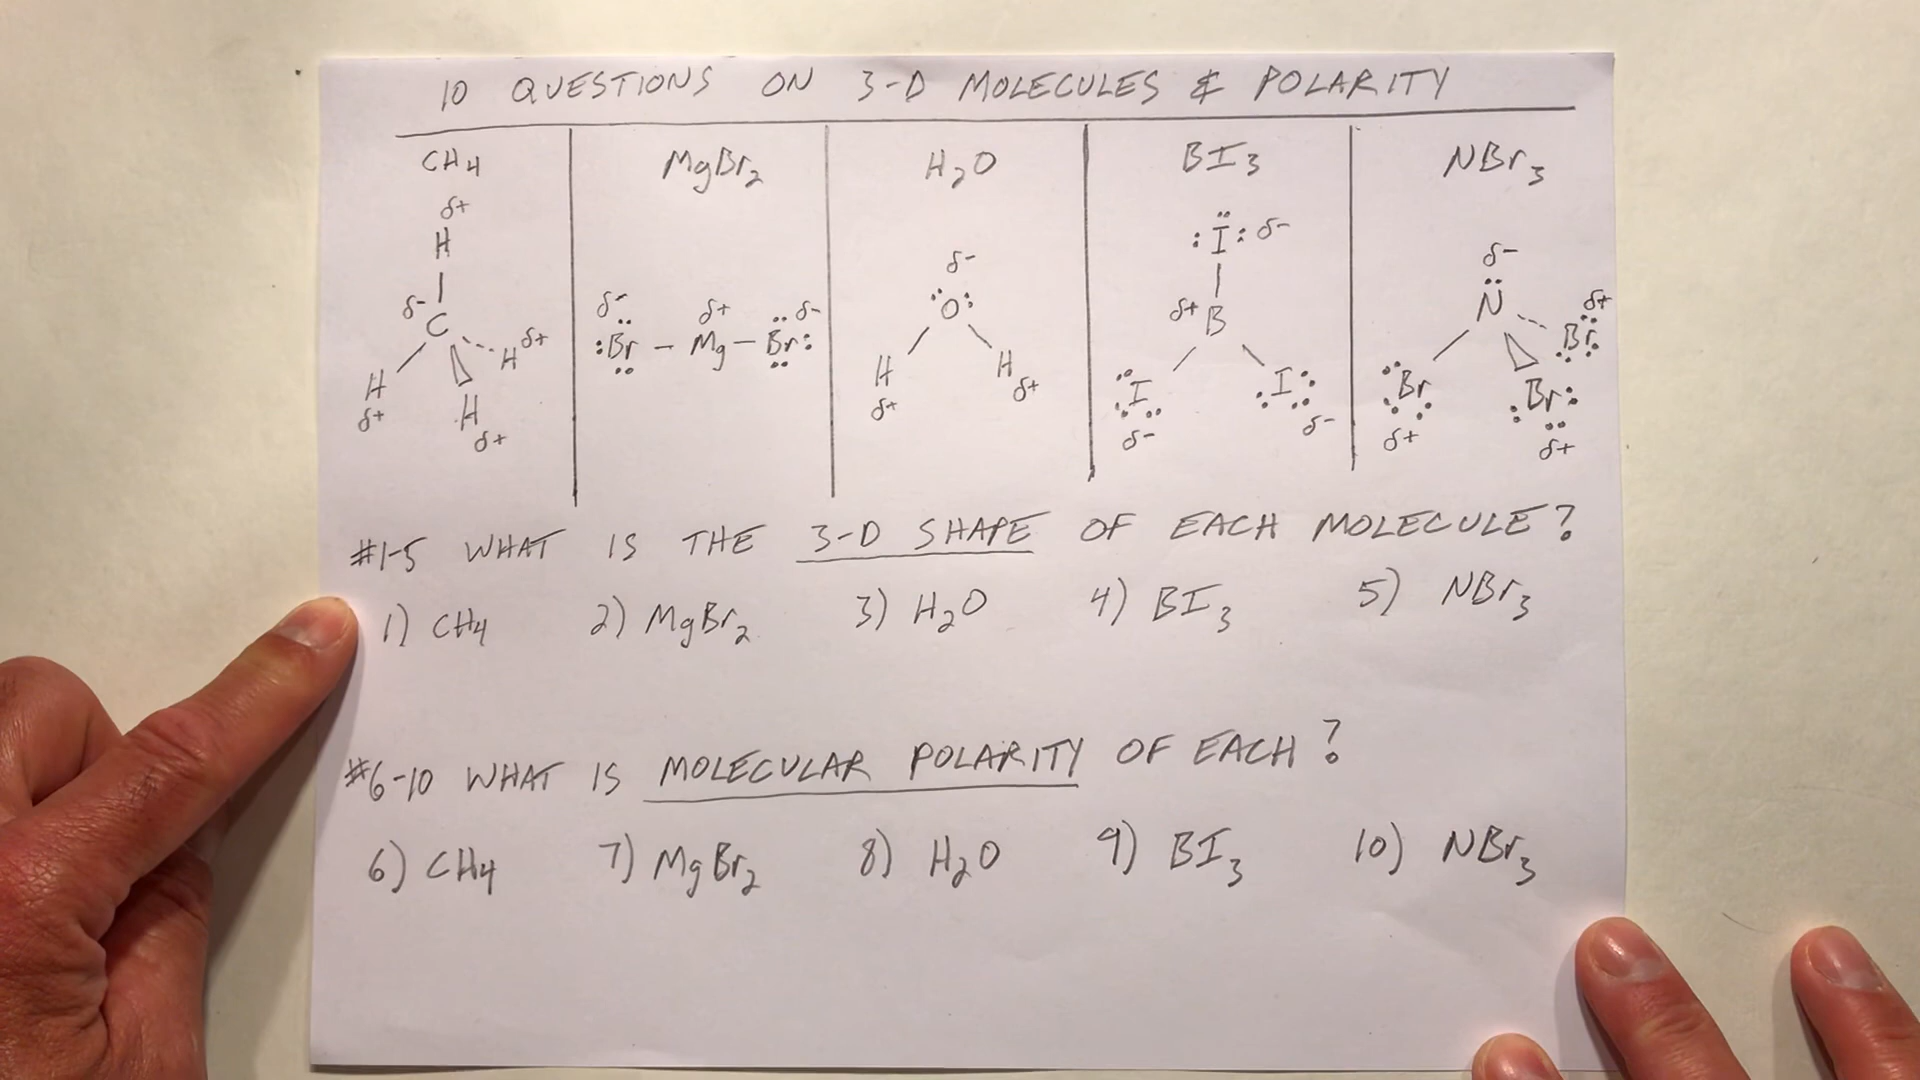 10 QUESTIONS ON 3-D MOLECULES & POLARITY
CH4 MgBr2 H2O BI3 NBr3
δ+
H
δ-
C
H δ+
H
δ+
H
δ+
δ- δ+ δ-
:Br - Mg - Br:
δ-
:O:
H H
δ+ δ+
:I: δ-
δ+ B
I I
δ- δ-
δ-
N
δ+
Br
Br Br
δ+ δ+
#1-5 WHAT IS THE 3-D SHAPE OF EACH MOLECULE?
1) CH4 2) MgBr2 3) H2O 4) BI3 5) NBr3
#6-10 WHAT IS MOLECULAR POLARITY OF EACH?
6) CH4 7) MgBr2 8) H2O 9) BI3 10) NBr3